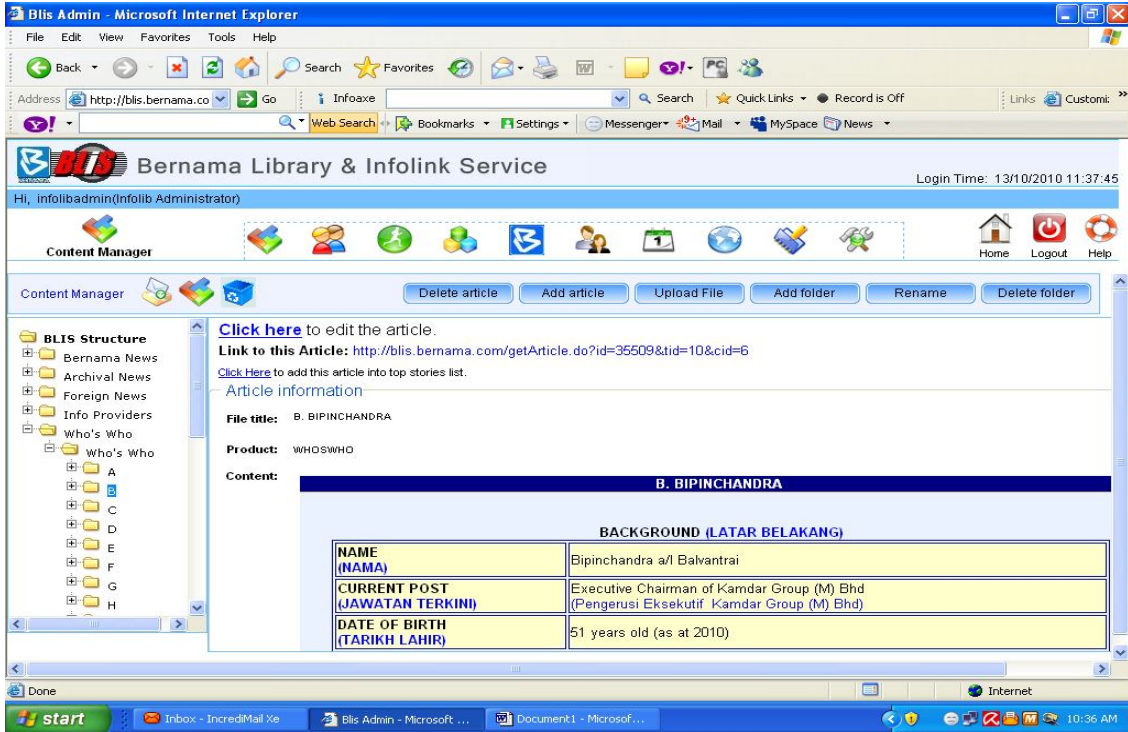 Blis Admin - Microsoft Internet Explorer
File Edit View Favorites Tools Help
Back Search Favorites
Address http://blis.bernama.co Go Infoaxe Search Quick Links Record is Off Links Customi:
Web Search Bookmarks Settings Messenger Mail MySpace News
BLiS Bernama Library & Infolink Service
Login Time: 13/10/2010 11:37:45
Hi, infolibadmin(Infolib Administrator)
Content Manager Home Logout Help
Content Manager Delete article Add article Upload File Add folder Rename Delete folder
BLIS Structure
Bernama News
Archival News
Foreign News
Info Providers
Who's Who
Who's Who
A
B
C
D
E
F
G
H
Click here to edit the article.
Link to this Article: http://blis.bernama.com/getArticle.do?id=35509&tid=10&cid=6
Click Here to add this article into top stories list.
Article information
File title: B. BIPINCHANDRA
Product: WHOSWHO
Content:
B. BIPINCHANDRA
BACKGROUND (LATAR BELAKANG)
NAME Bipinchandra a/l Balvantrai
(NAMA)
CURRENT POST Executive Chairman of Kamdar Group (M) Bhd
(JAWATAN TERKINI) (Pengerusi Eksekutif Kamdar Group (M) Bhd)
DATE OF BIRTH 51 years old (as at 2010)
(TARIKH LAHIR)
Done Internet
start Inbox - IncrediMail Xe Blis Admin - Microsoft ... Document1 - Microsof... 10:36 AM